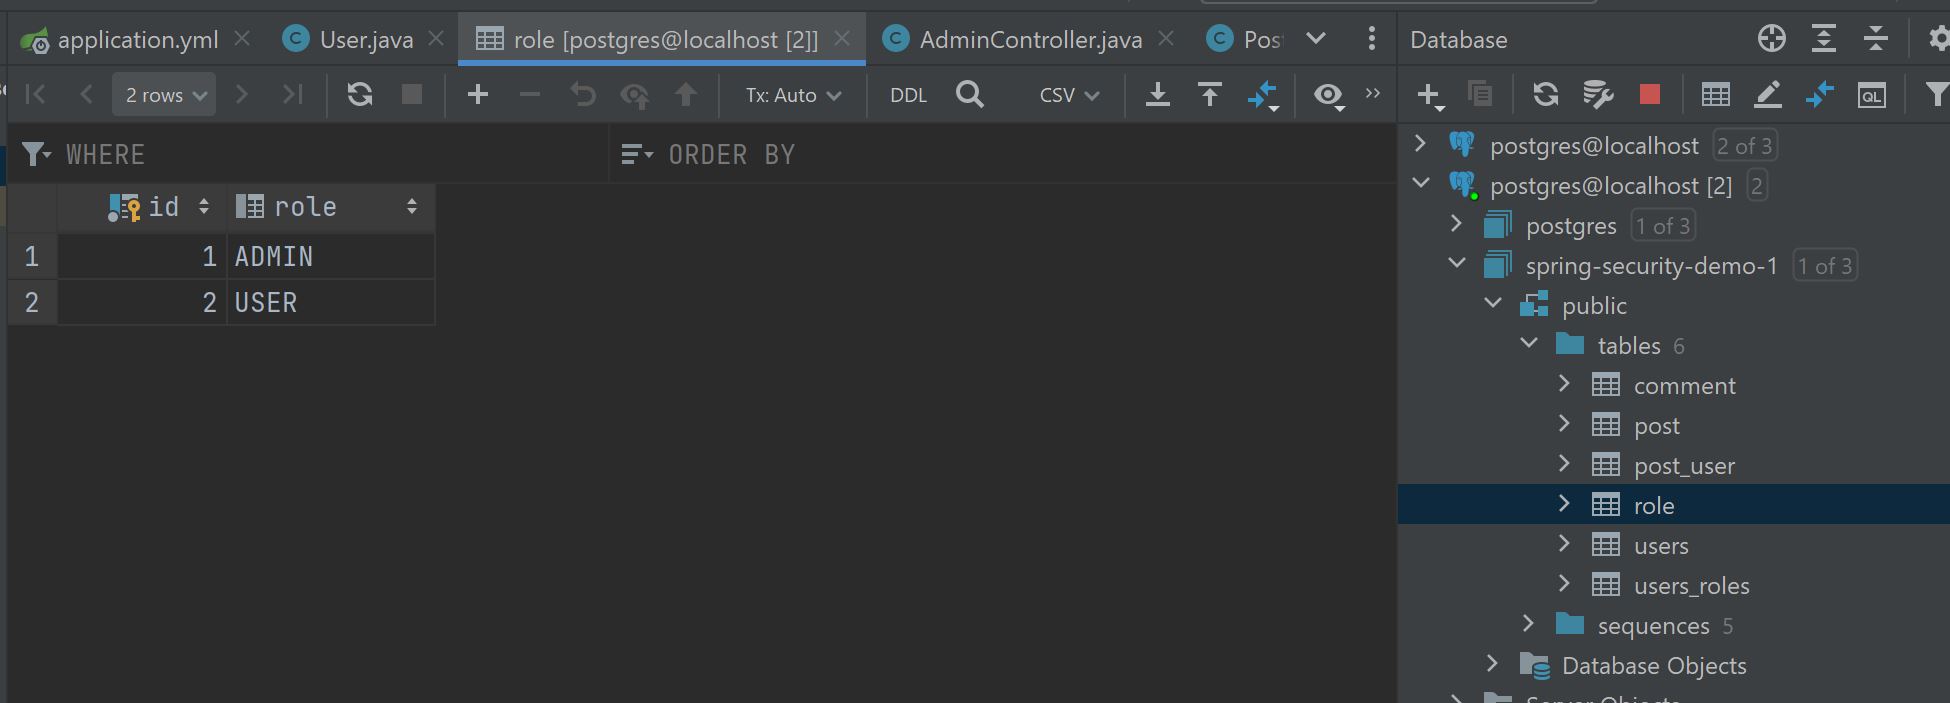 application.yml
User.java
role [postgres@localhost [2]]
AdminController.java
Database
2 rows
Tx: Auto
DDL
CSV
QL
WHERE
ORDER BY
id
role
1
1
ADMIN
2
2
USER
postgres@localhost 2 of 3
postgres@localhost [2] 2
postgres 1 of 3
spring-security-demo-1 1 of 3
public
tables 6
comment
post
post_user
role
users
users_roles
sequences 5
Database Objects